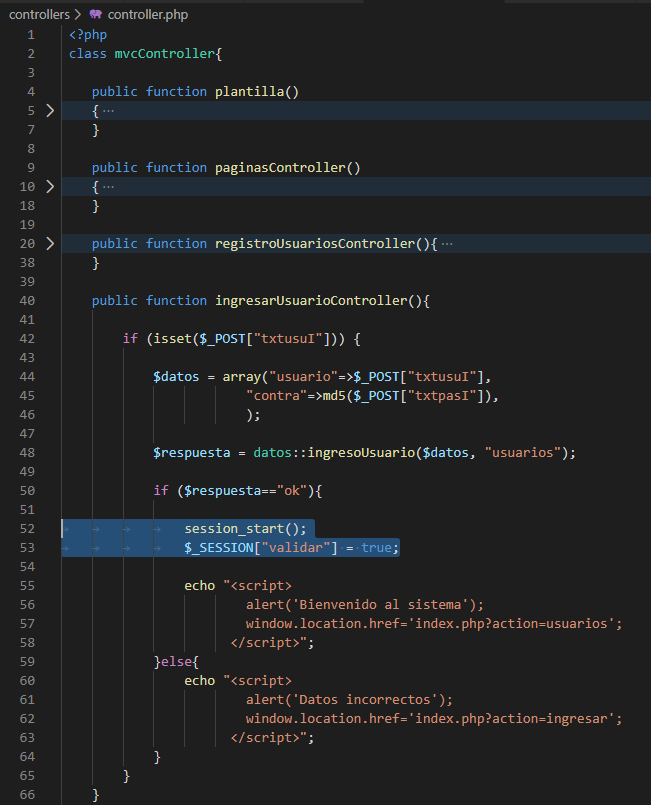 controllers > controller.php
1 <?php
2 class mvcController{
3
4 public function plantilla()
5 > { ...
7 }
8
9 public function paginasController()
10 > { ...
18 }
19
20 > public function registroUsuariosController(){ ...
38 }
39
40 public function ingresarUsuarioController(){
41
42 if (isset($_POST["txtusuI"])) {
43
44 $datos = array("usuario"=>$_POST["txtusuI"],
45 "contra"=>md5($_POST["txtpasI"]),
46 );
47
48 $respuesta = datos::ingresoUsuario($datos, "usuarios");
49
50 if ($respuesta=="ok"){
51
52 session_start();
53 $_SESSION["validar"] = true;
54
55 echo "<script>
56 alert('Bienvenido al sistema');
57 window.location.href='index.php?action=usuarios';
58 </script>";
59 }else{
60 echo "<script>
61 alert('Datos incorrectos');
62 window.location.href='index.php?action=ingresar';
63 </script>";
64 }
65 }
66 }